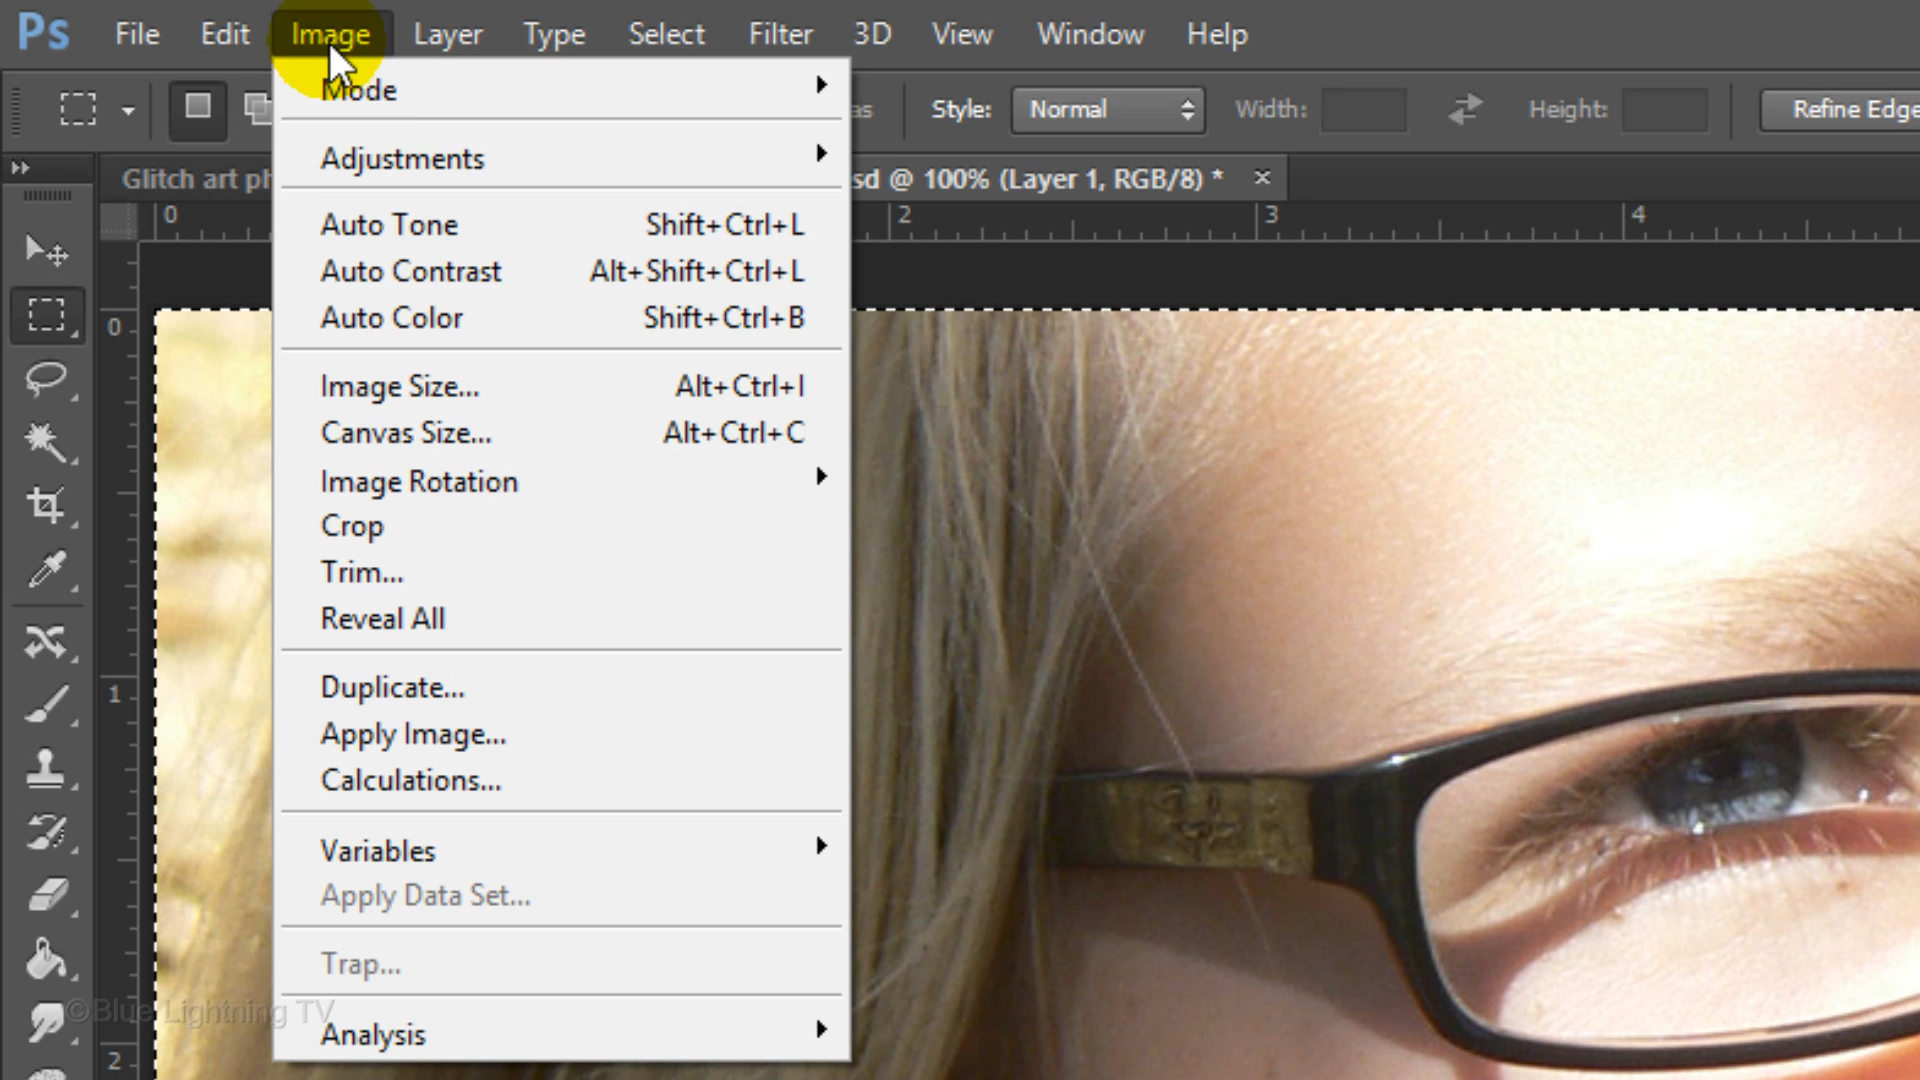 Ps File Edit Image Layer Type Select Filter 3D View Window Help
Style: Normal Width: Height: Refine Edge
Glitch art sd @ 100% (Layer 1, RGB/8) * ×
0 2 3 4
0
1
2
Mode
Adjustments
Auto Tone Shift+Ctrl+L
Auto Contrast Alt+Shift+Ctrl+L
Auto Color Shift+Ctrl+B
Image Size... Alt+Ctrl+I
Canvas Size... Alt+Ctrl+C
Image Rotation
Crop
Trim...
Reveal All
Duplicate...
Apply Image...
Calculations...
Variables
Apply Data Set...
Trap...
Analysis
©Blue Lightning TV